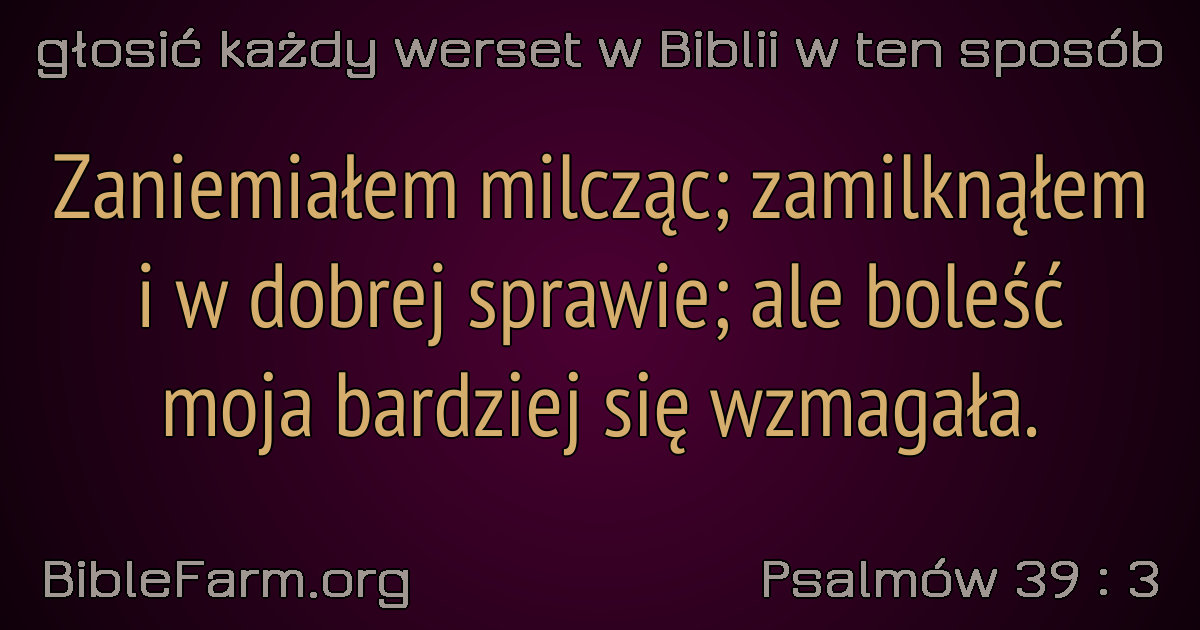 głosić każdy werset w Biblii w ten sposób
Zaniemiałem milcząc; zamilknąłem
i w dobrej sprawie; ale boleść
moja bardziej się wzmagała.
BibleFarm.org
Psalmów 39 : 3